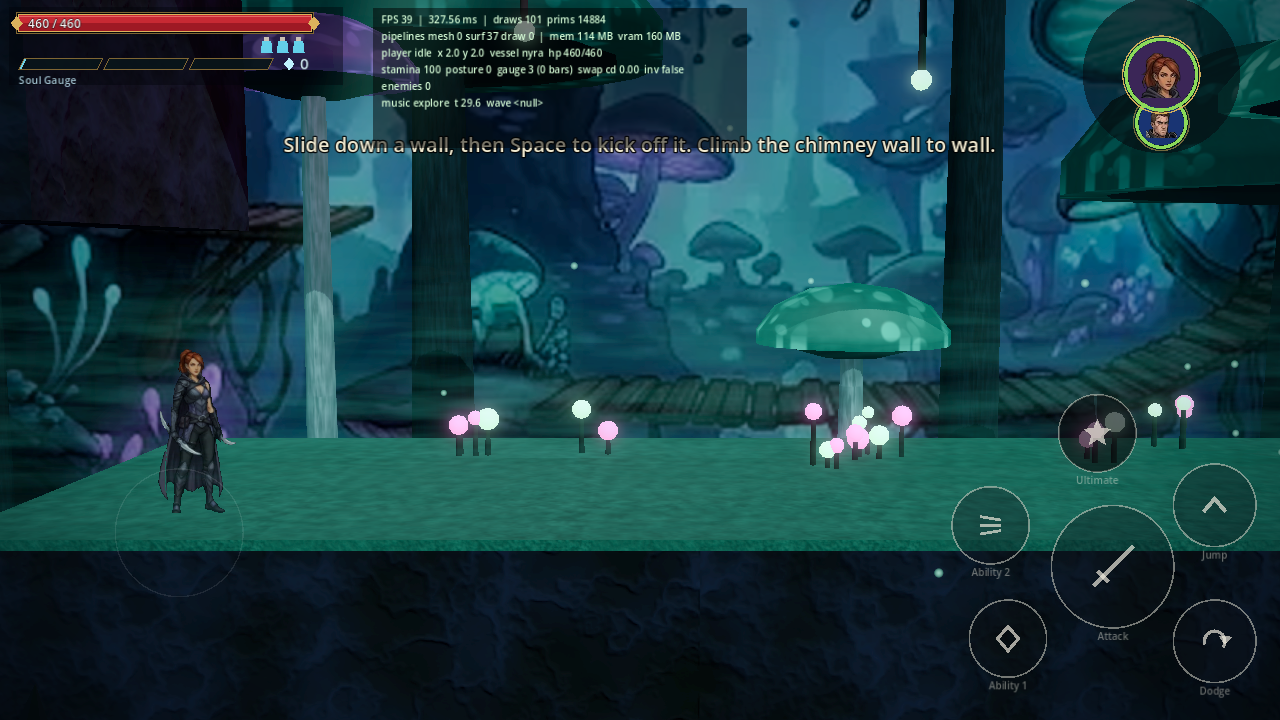 460 / 460
FPS 39 | 327.56 ms | draws 101 prims 14884
pipelines mesh 0 surf 37 draw 0 | mem 114 MB vram 160 MB
player idle x 2.0 y 2.0 vessel nyra hp 460/460
stamina 100 posture 0 gauge 3 (0 bars) swap cd 0.00 inv false
enemies 0
music explore t 29.6 wave <null>
0
Soul Gauge
Slide down a wall, then Space to kick off it. Climb the chimney wall to wall.
Ultimate
Jump
Ability 2
Attack
Ability 1
Dodge